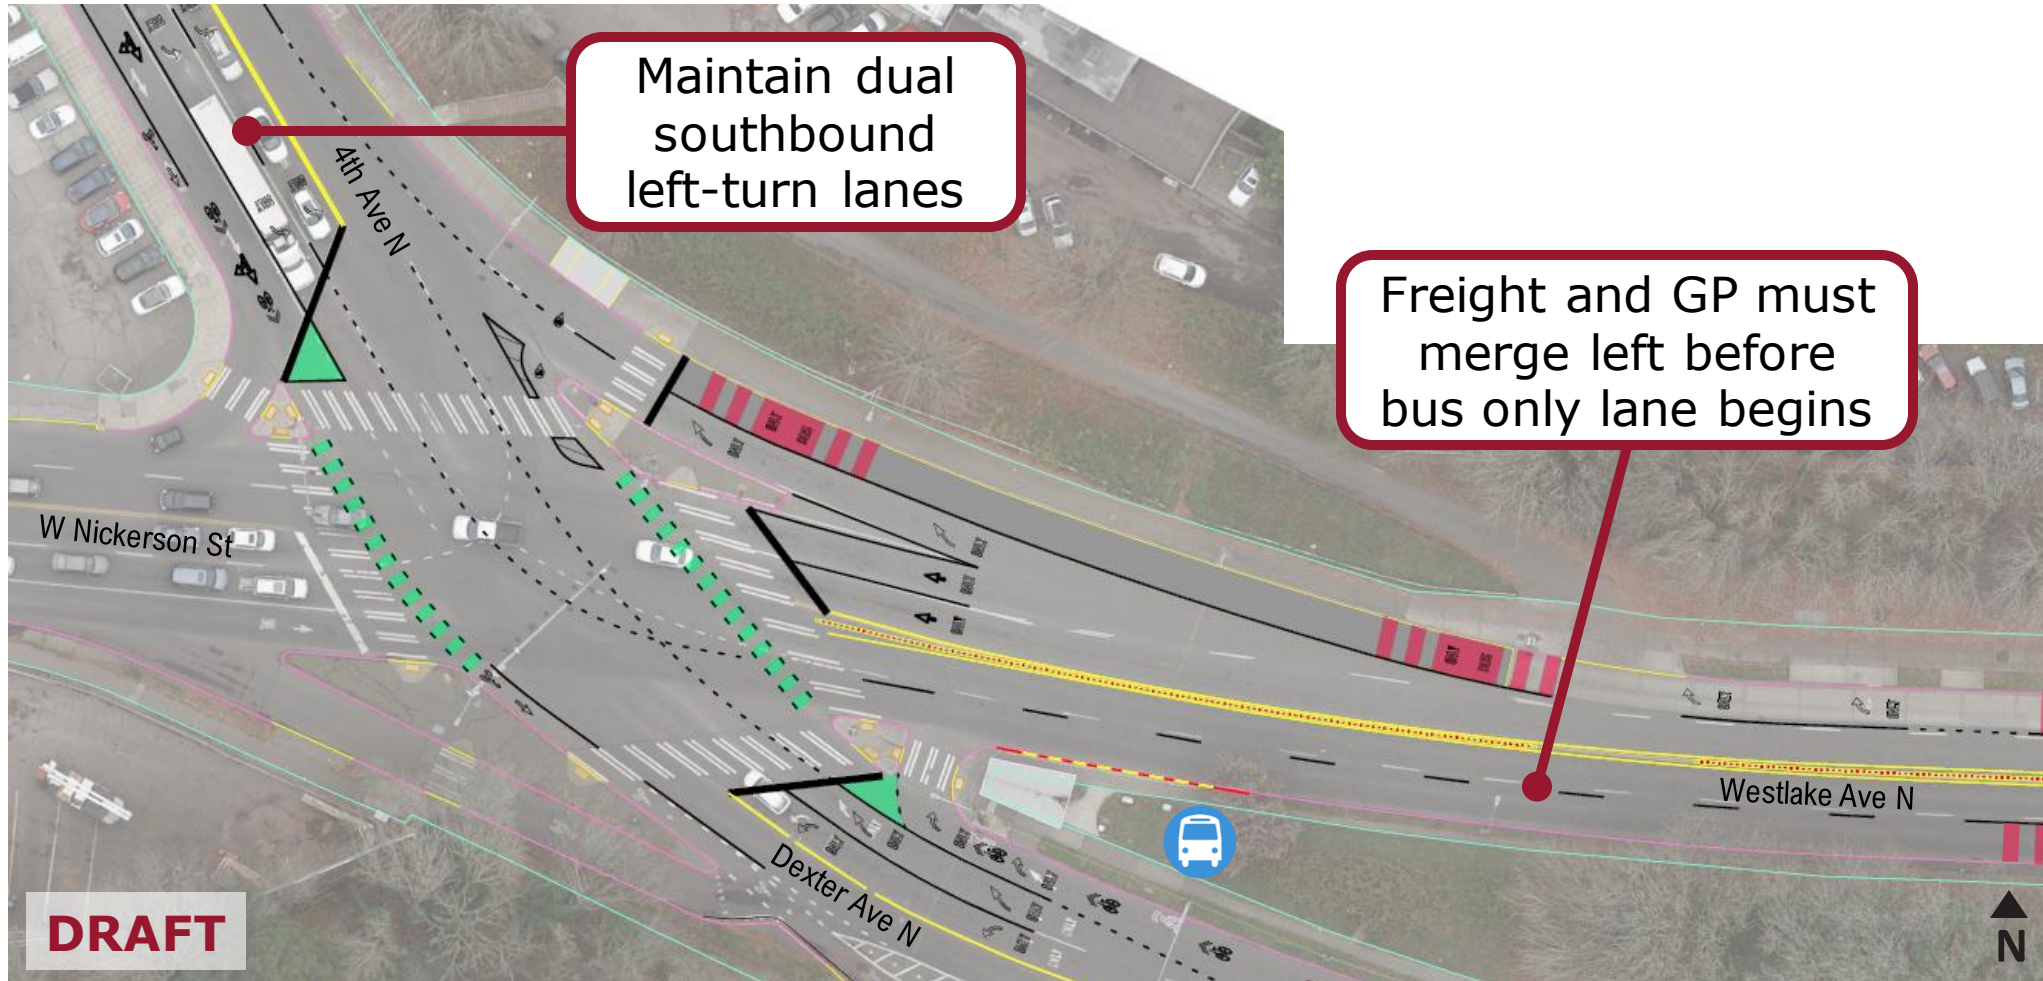 Maintain dual
southbound
left-turn lanes
4th Ave N
Freight and GP must
merge left before
bus only lane begins
W Nickerson St
Westlake Ave N
Dexter Ave N
DRAFT
N